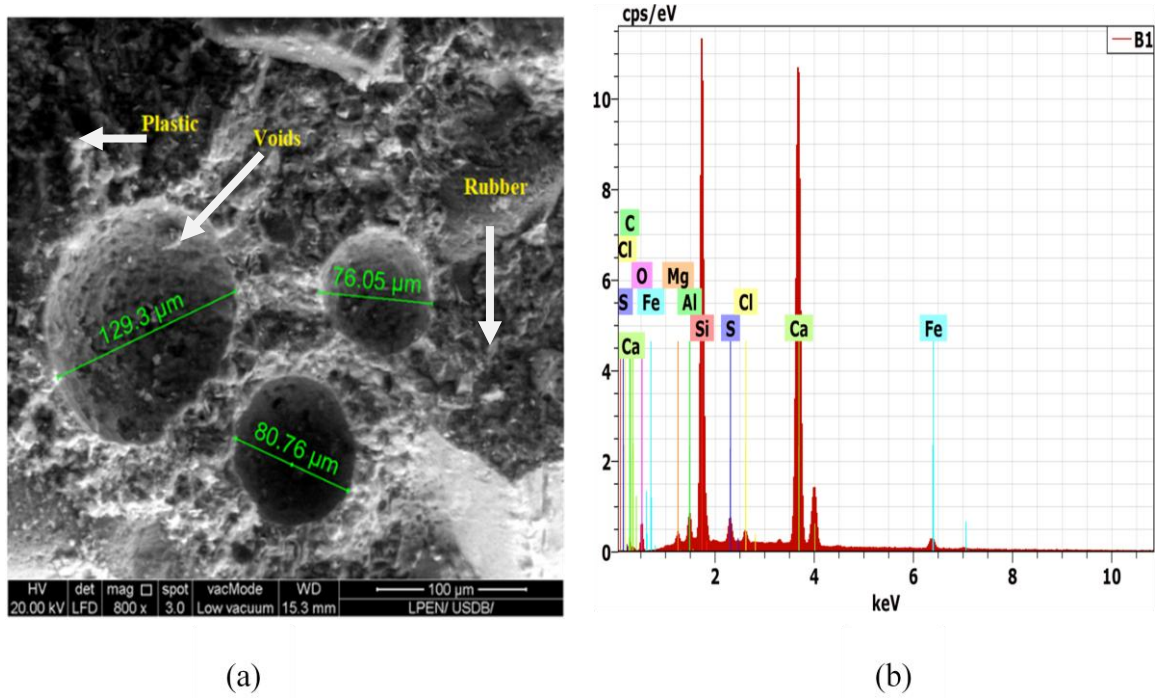 Plastic
Voids
Rubber
129.3 µm
76.05 µm
80.76 µm
HV det mag □ spot vacMode WD 100 µm
20.00 kV LFD 800 x 3.0 Low vacuum 15.3 mm LPEN/ USDB/
(a)
cps/eV
B1
10
8
6
4
2
0
C
Cl
O Mg
S Fe Al Cl
Ca Si S Ca Fe
2 4 6 8 10
keV
(b)